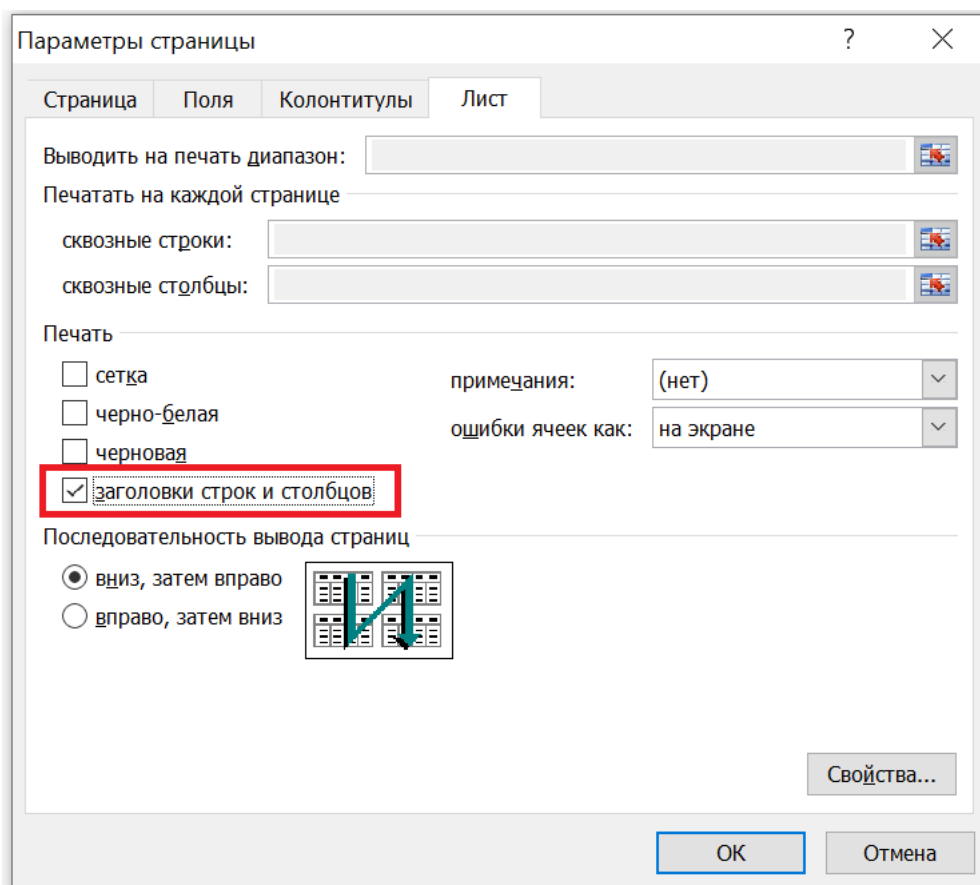 Параметры страницы ?
Страница Поля Колонтитулы Лист
Выводить на печать диапазон:
Печатать на каждой странице
сквозные строки:
сквозные столбцы:
Печать
сетка
примечания: (нет)
черно-белая
ошибки ячеек как: на экране
черновая
заголовки строк и столбцов
Последовательность вывода страниц
вниз, затем вправо
вправо, затем вниз
Свойства...
ОК Отмена